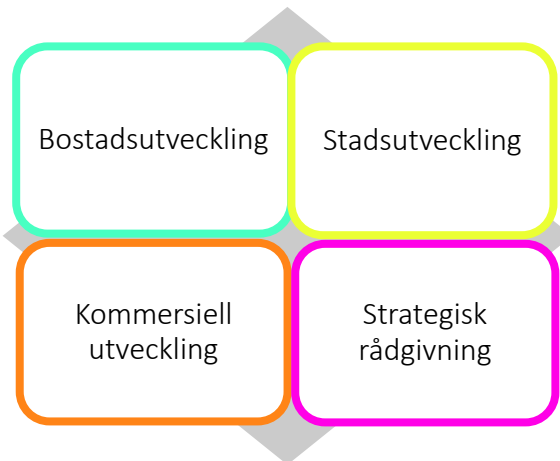 Bostadsutveckling
Stadsutveckling
Kommersiell
utveckling
Strategisk
rådgivning